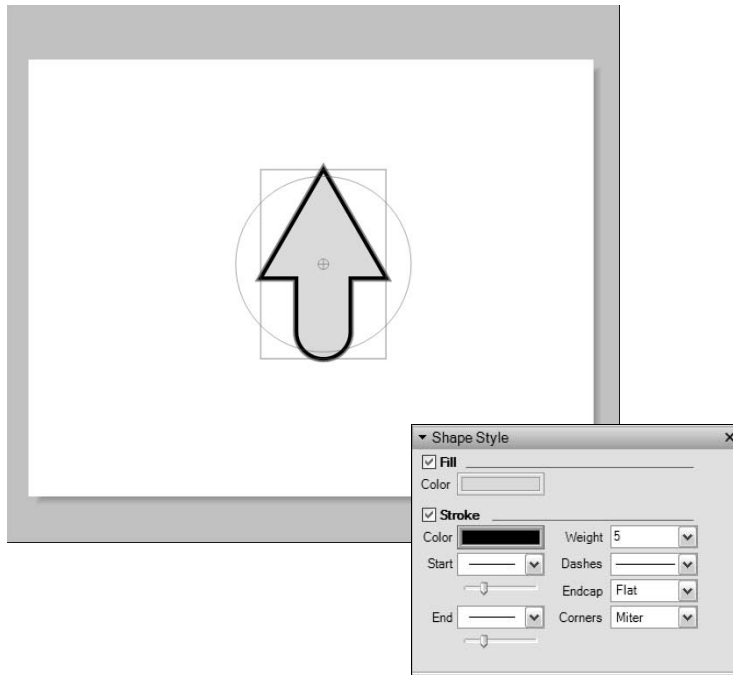 Shape Style
Fill
Color
Stroke
Color Weight 5
Start Dashes
Endcap Flat
End Corners Miter